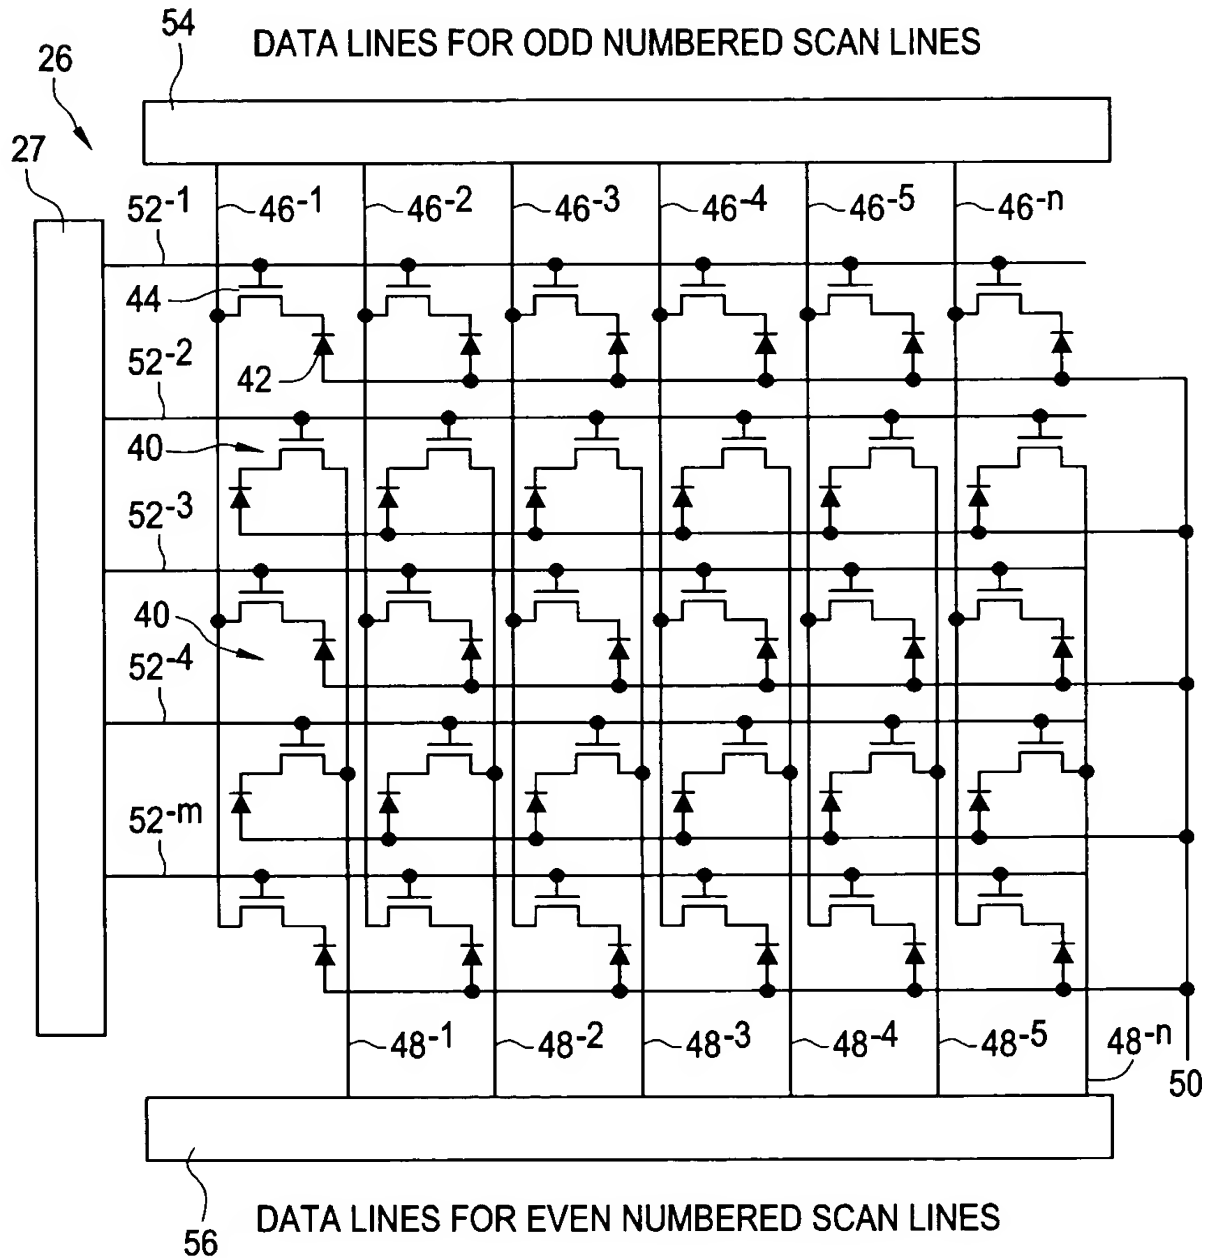 54
DATA LINES FOR ODD NUMBERED SCAN LINES
26
27
52-1
46-1 46-2 46-3 46-4 46-5 46-n
44
52-2
42
40
52-3
40
52-4
52-m
48-1 48-2 48-3 48-4 48-5 48-n
50
56
DATA LINES FOR EVEN NUMBERED SCAN LINES